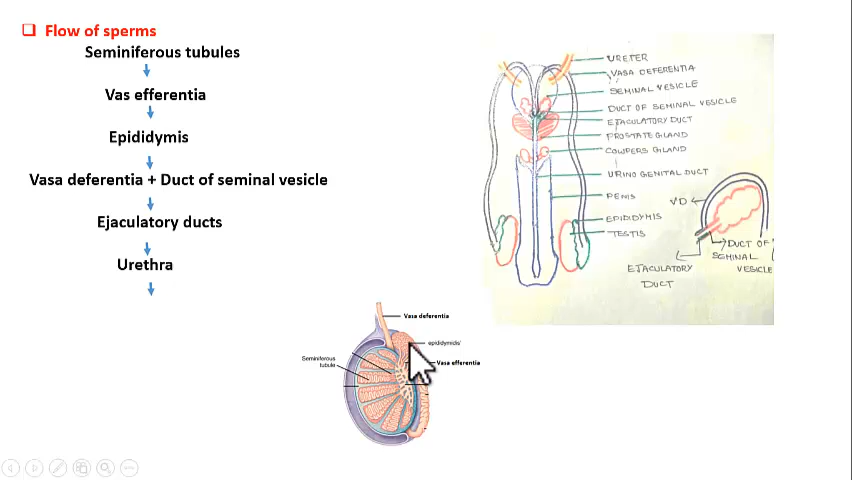 Flow of sperms
Seminiferous tubules
Vas efferentia
Epididymis
Vasa deferentia + Duct of seminal vesicle
Ejaculatory ducts
Urethra
URETER
VASA DEFERENTIA
SEMINAL VESICLE
DUCT OF SEMINAL VESICLE
EJACULATORY DUCT
PROSTATE GLAND
COWPERS GLAND
URINO GENITAL DUCT
PENIS
EPIDIDYMIS
TESTIS
VD
DUCT OF
SEMINAL
VESICLE
EJACULATORY
DUCT
Vasa deferentia
epididymidis
Vasa efferentia
Seminiferous
tubule